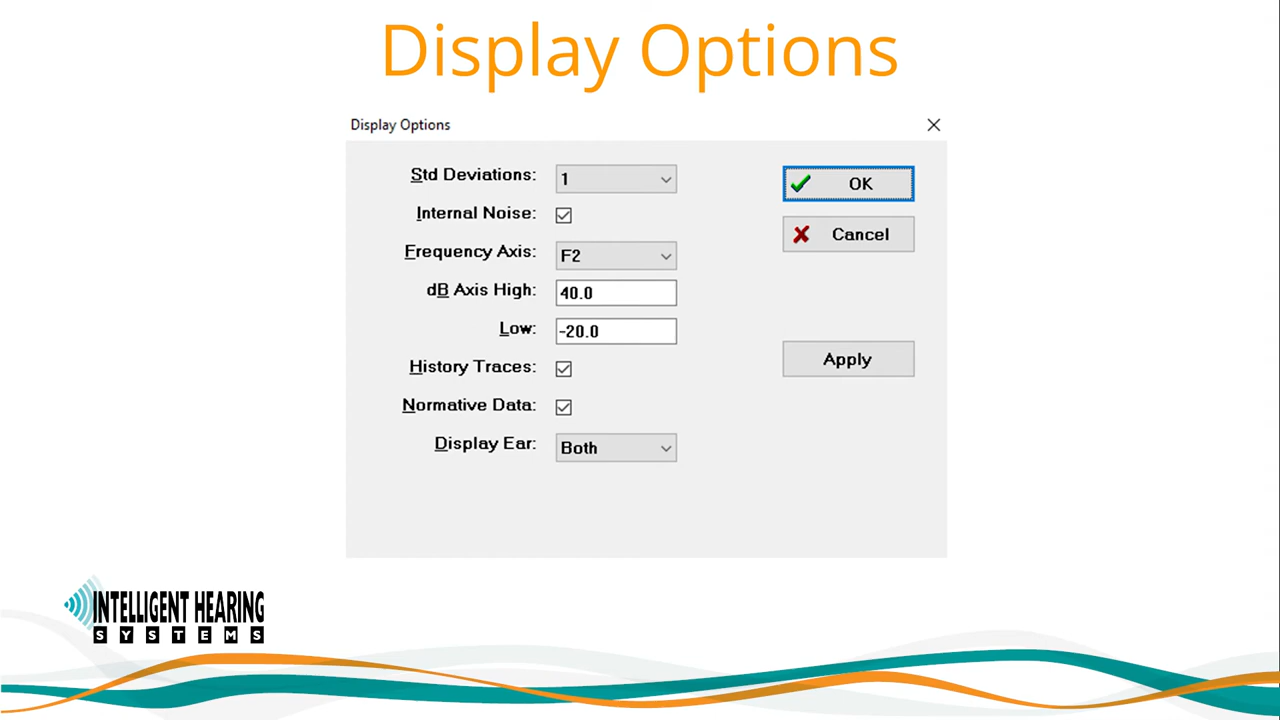 Display Options
Display Options
Std Deviations: 1
OK
Internal Noise:
Cancel
Frequency Axis: F2
dB Axis High: 40.0
Low: -20.0
Apply
History Traces:
Normative Data:
Display Ear: Both
INTELLIGENT HEARING
SYSTEMS